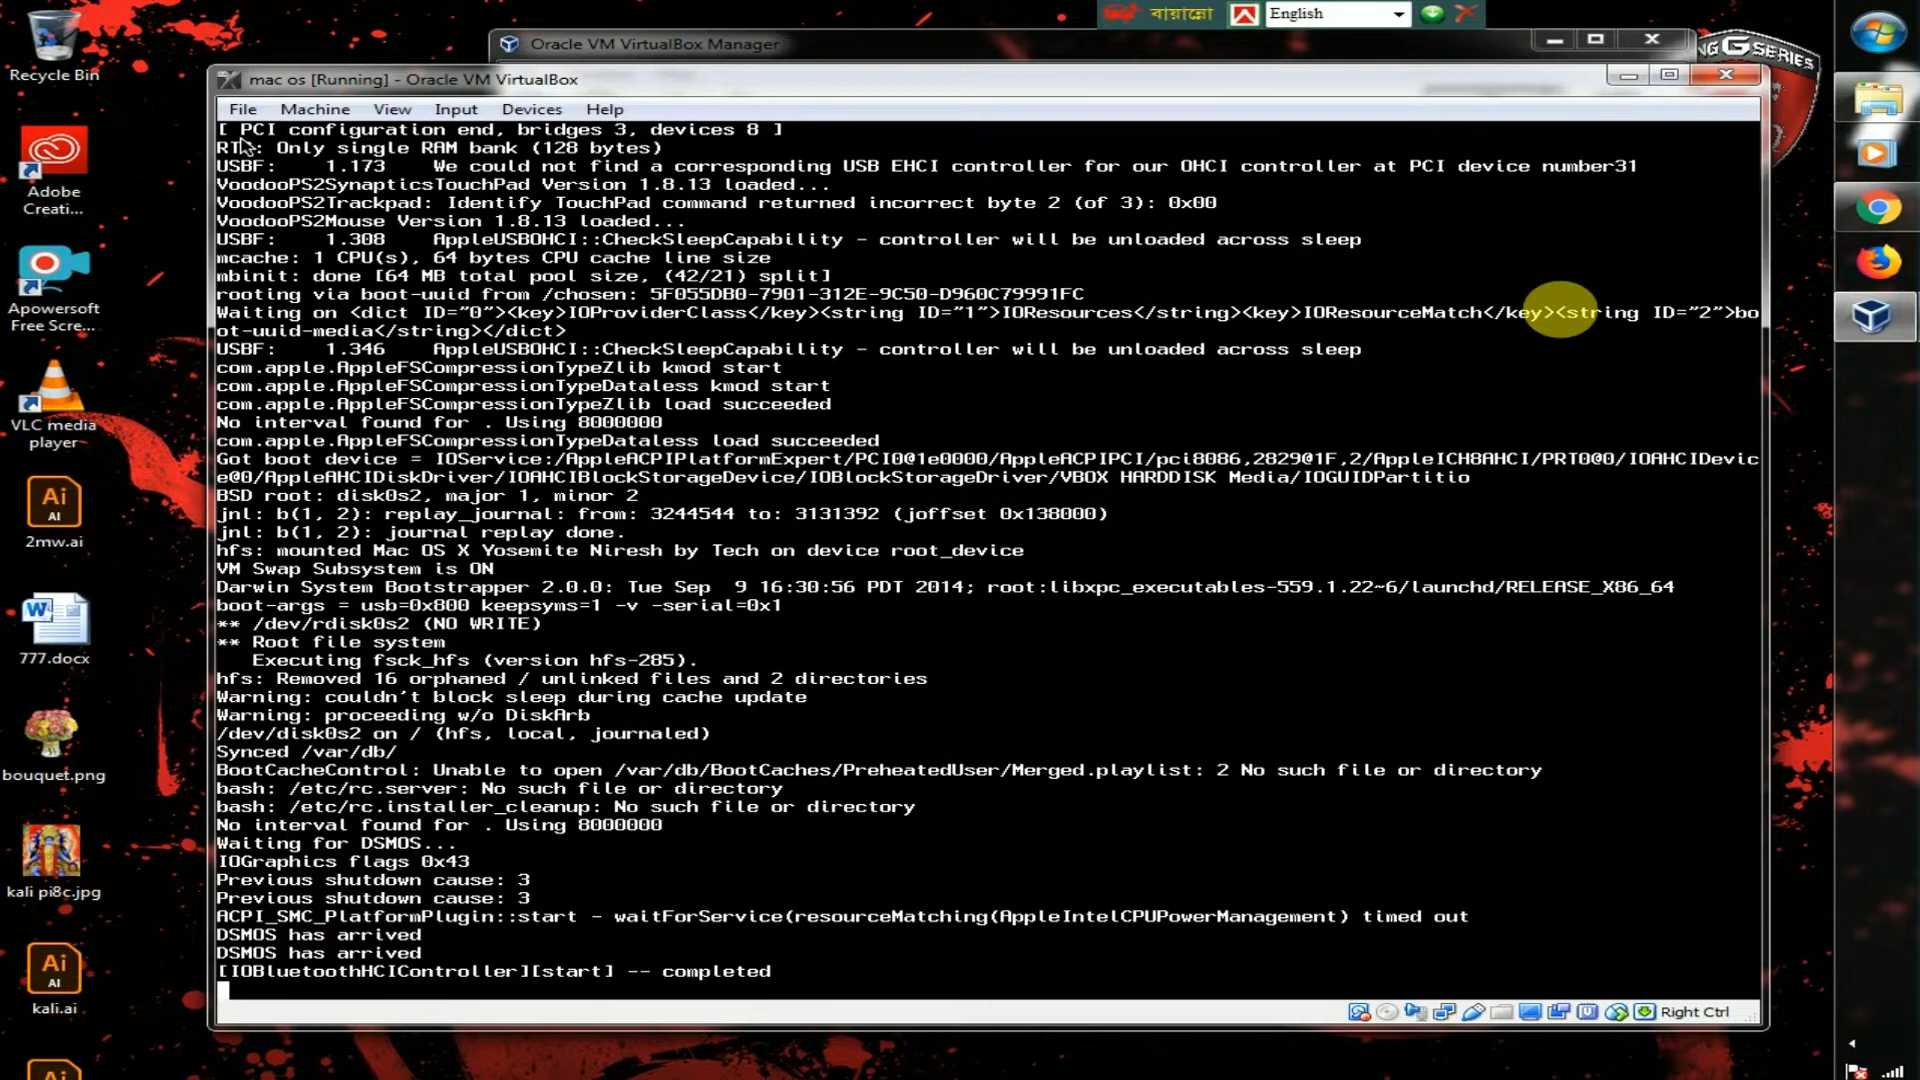 বায়ান্নো
English
Oracle VM VirtualBox Manager
NG G SERIES
Recycle Bin
mac os [Running] - Oracle VM VirtualBox
File Machine View Input Devices Help
[ PCI configuration end, bridges 3, devices 8 ]
RTC: Only single RAM bank (128 bytes)
USBF: 1.173 We could not find a corresponding USB EHCI controller for our OHCI controller at PCI device number31
VoodooPS2SynapticsTouchPad Version 1.8.13 loaded...
VoodooPS2Trackpad: Identify TouchPad command returned incorrect byte 2 (of 3): 0x00
VoodooPS2Mouse Version 1.8.13 loaded...
USBF: 1.308 AppleUSBOHCI::CheckSleepCapability - controller will be unloaded across sleep
mcache: 1 CPU(s), 64 bytes CPU cache line size
mbinit: done [64 MB total pool size, (42/21) split]
rooting via boot-uuid from /chosen: 5F055DB0-7901-312E-9C50-D960C79991FC
Waiting on <dict ID="0"><key>IOProviderClass</key><string ID="1">IOResources</string><key>IOResourceMatch</key><string ID="2">bo
ot-uuid-media</string></dict>
USBF: 1.346 AppleUSBOHCI::CheckSleepCapability - controller will be unloaded across sleep
com.apple.AppleFSCompressionTypeZlib kmod start
com.apple.AppleFSCompressionTypeDataless kmod start
com.apple.AppleFSCompressionTypeZlib load succeeded
No interval found for . Using 8000000
com.apple.AppleFSCompressionTypeDataless load succeeded
Got boot device = IOService:/AppleACPIPlatformExpert/PCI0@1e0000/AppleACPIPCI/pci8086,2829@1F,2/AppleICH8AHCI/PRT0@0/IOAHCIDevic
e@0/AppleAHCIDiskDriver/IOAHCIBlockStorageDevice/IOBlockStorageDriver/VBOX HARDDISK Media/IOGUIDPartitio
BSD root: disk0s2, major 1, minor 2
jnl: b(1, 2): replay_journal: from: 3244544 to: 3131392 (joffset 0x138000)
jnl: b(1, 2): journal replay done.
hfs: mounted Mac OS X Yosemite Niresh by Tech on device root_device
VM Swap Subsystem is ON
Darwin System Bootstrapper 2.0.0: Tue Sep 9 16:30:56 PDT 2014; root:libxpc_executables-559.1.22~6/launchd/RELEASE_X86_64
boot-args = usb=0x800 keepsyms=1 -v -serial=0x1
** /dev/rdisk0s2 (NO WRITE)
** Root file system
Executing fsck_hfs (version hfs-285).
hfs: Removed 16 orphaned / unlinked files and 2 directories
Warning: couldn't block sleep during cache update
Warning: proceeding w/o DiskArb
/dev/disk0s2 on / (hfs, local, journaled)
Synced /var/db/
BootCacheControl: Unable to open /var/db/BootCaches/PreheatedUser/Merged.playlist: 2 No such file or directory
bash: /etc/rc.server: No such file or directory
bash: /etc/rc.installer_cleanup: No such file or directory
No interval found for . Using 8000000
Waiting for DSMOS...
IOGraphics flags 0x43
Previous shutdown cause: 3
Previous shutdown cause: 3
ACPI_SMC_PlatformPlugin::start - waitForService(resourceMatching(AppleIntelCPUPowerManagement) timed out
DSMOS has arrived
DSMOS has arrived
[IOBluetoothHCIController][start] -- completed
Right Ctrl
Adobe
Creati...
Apowersoft
Free Scre...
VLC media
player
Ai
AI
2mw.ai
W
777.docx
bouquet.png
kali pi8c.jpg
Ai
AI
kali.ai
Ai